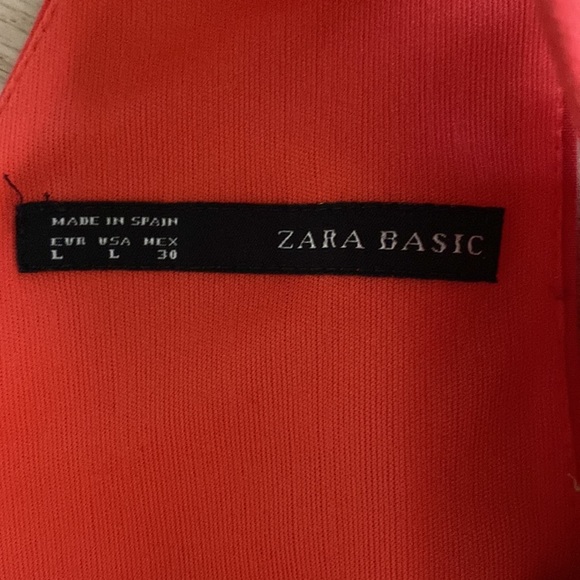 MADE IN SPAIN
EUR USA MEX
L L 30
ZARA BASIC